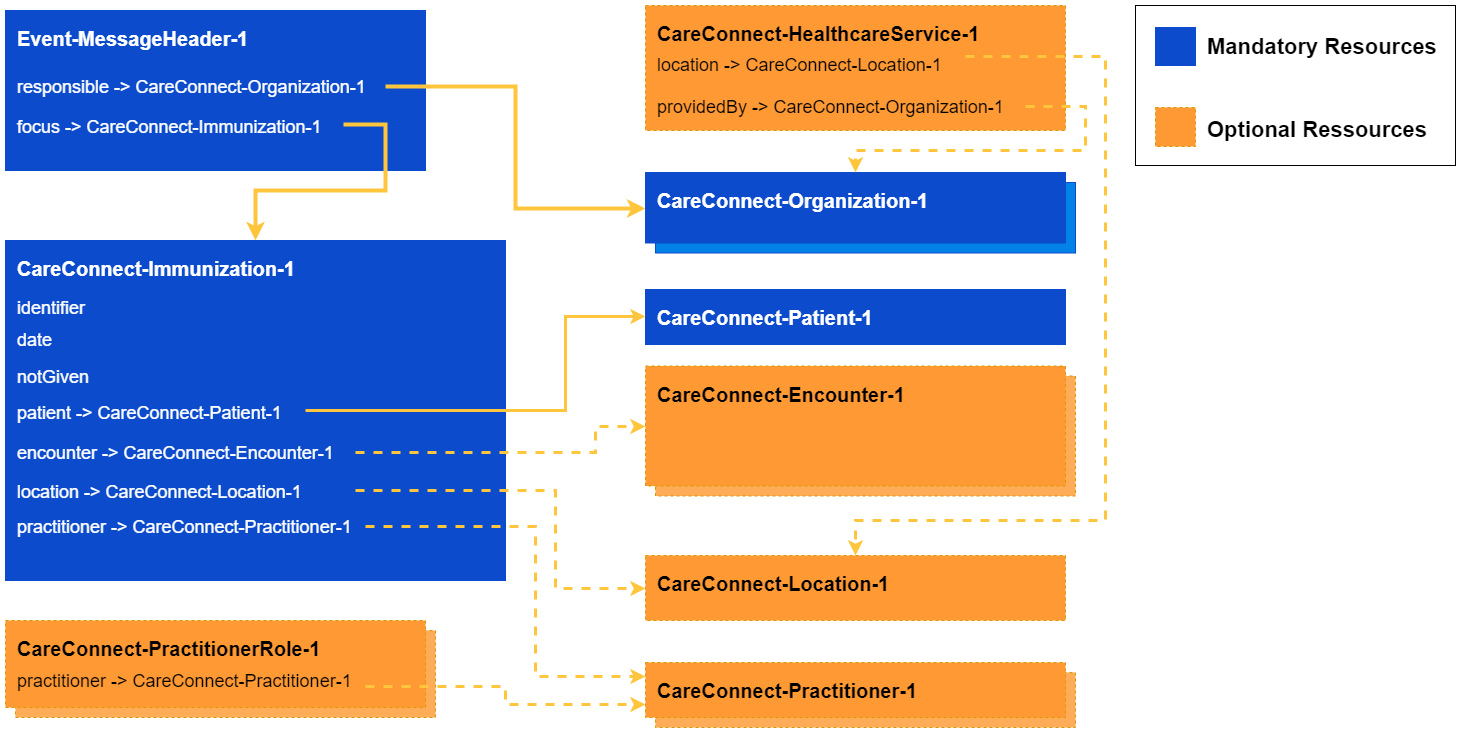 Event-MessageHeader-1
responsible -> CareConnect-Organization-1
focus -> CareConnect-Immunization-1
CareConnect-HealthcareService-1
location -> CareConnect-Location-1
providedBy -> CareConnect-Organization-1
Mandatory Resources
Optional Ressources
CareConnect-Organization-1
CareConnect-Immunization-1
identifier
date
notGiven
patient -> CareConnect-Patient-1
encounter -> CareConnect-Encounter-1
location -> CareConnect-Location-1
practitioner -> CareConnect-Practitioner-1
CareConnect-Patient-1
CareConnect-Encounter-1
CareConnect-Location-1
CareConnect-PractitionerRole-1
practitioner -> CareConnect-Practitioner-1
CareConnect-Practitioner-1